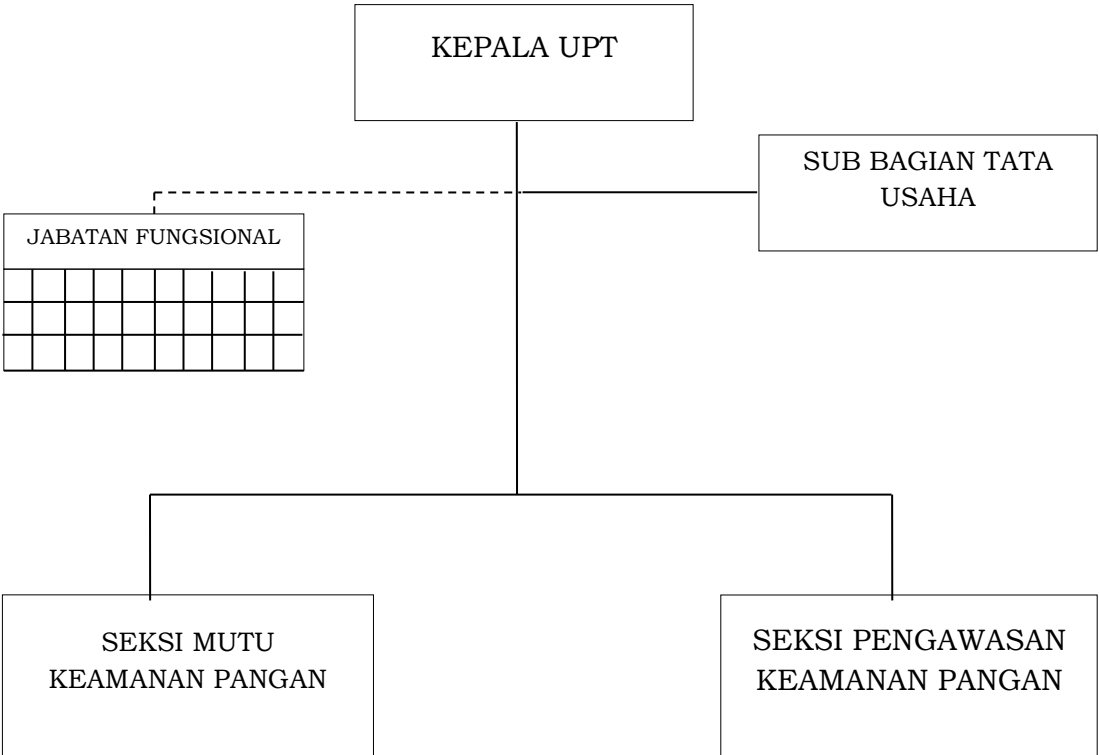 KEPALA UPT
SUB BAGIAN TATA
USAHA
JABATAN FUNGSIONAL
SEKSI MUTU
KEAMANAN PANGAN
SEKSI PENGAWASAN
KEAMANAN PANGAN